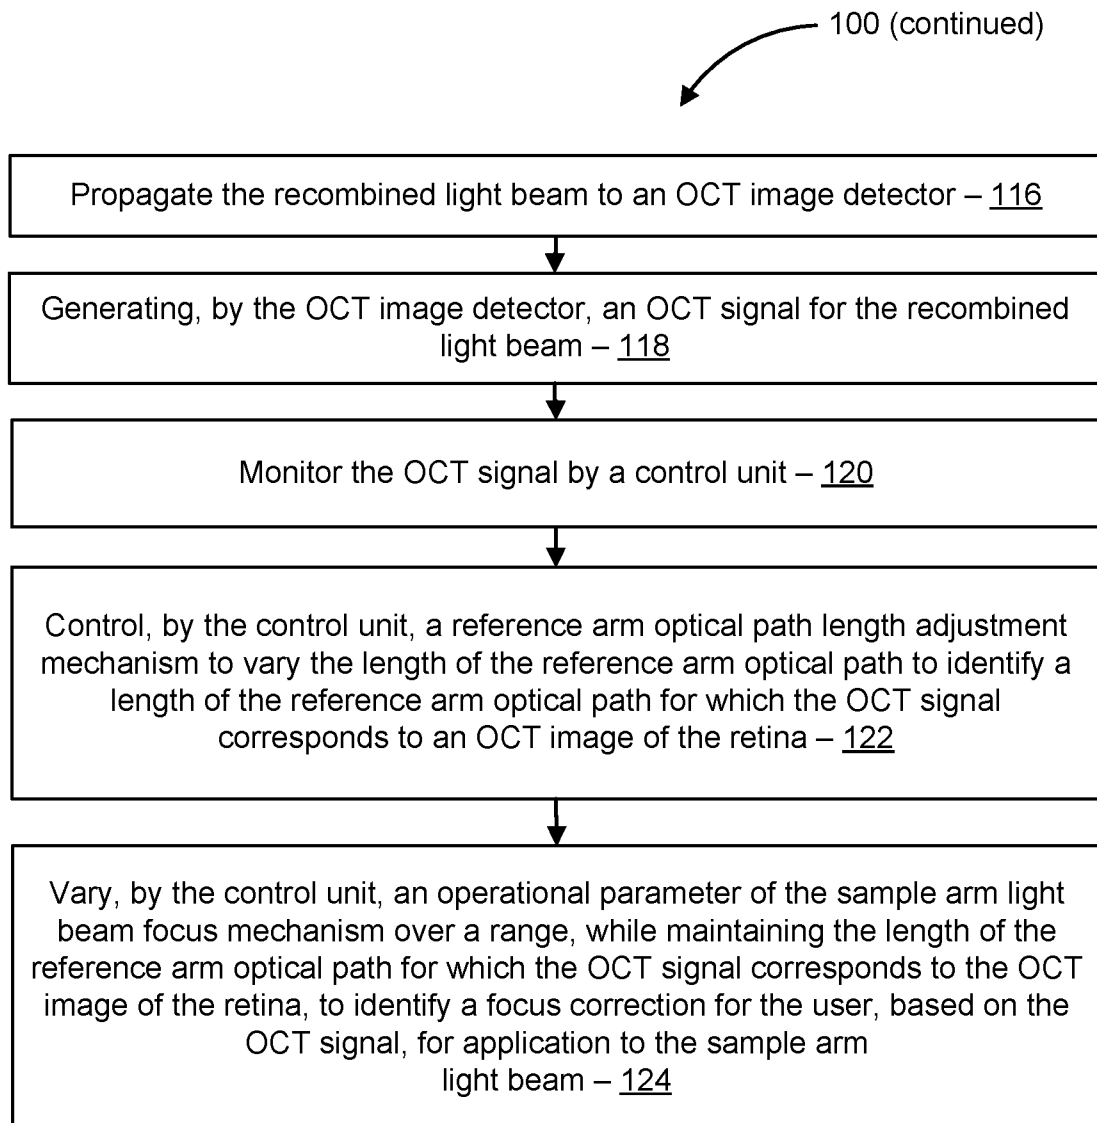 100 (continued)
Propagate the recombined light beam to an OCT image detector – 116
Generating, by the OCT image detector, an OCT signal for the recombined
light beam – 118
Monitor the OCT signal by a control unit – 120
Control, by the control unit, a reference arm optical path length adjustment
mechanism to vary the length of the reference arm optical path to identify a
length of the reference arm optical path for which the OCT signal
corresponds to an OCT image of the retina – 122
Vary, by the control unit, an operational parameter of the sample arm light
beam focus mechanism over a range, while maintaining the length of the
reference arm optical path for which the OCT signal corresponds to the OCT
image of the retina, to identify a focus correction for the user, based on the
OCT signal, for application to the sample arm
light beam – 124